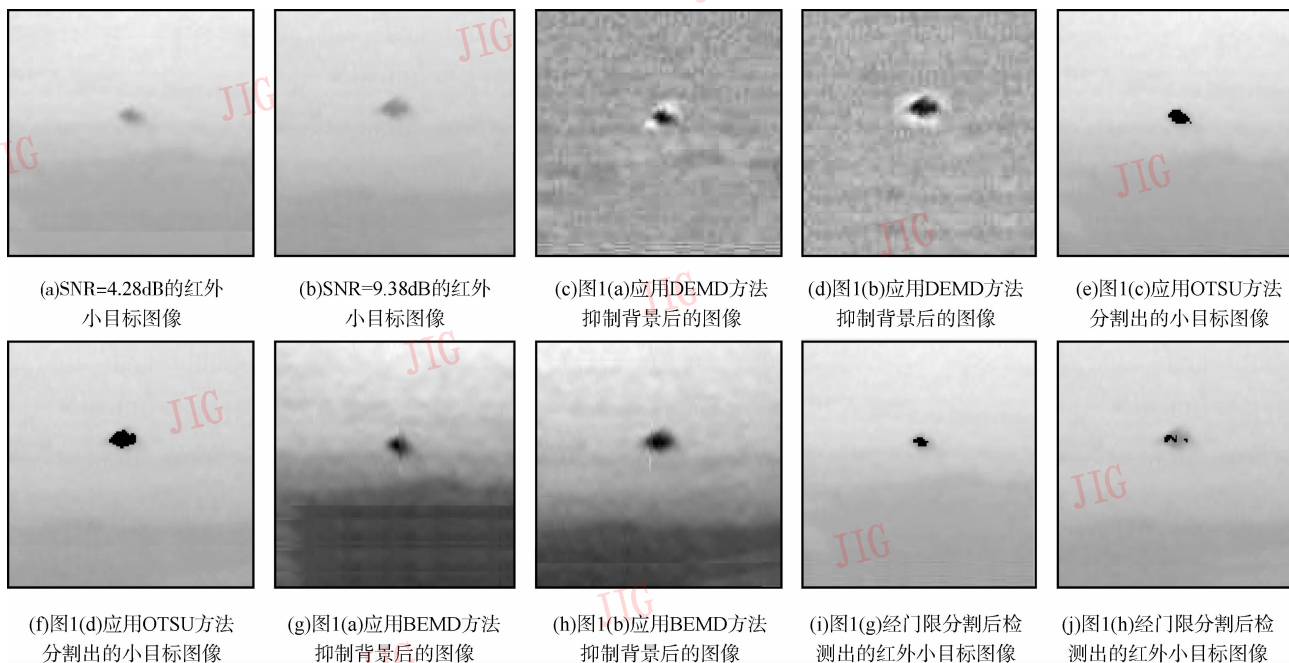 (a)SNR=4.28dB的红外
小目标图像
(b)SNR=9.38dB的红外
小目标图像
(c)图1(a)应用DEMD方法
抑制背景后的图像
(d)图1(b)应用DEMD方法
抑制背景后的图像
(e)图1(c)应用OTSU方法
分割出的小目标图像
(f)图1(d)应用OTSU方法
分割出的小目标图像
(g)图1(a)应用BEMD方法
抑制背景后的图像
(h)图1(b)应用BEMD方法
抑制背景后的图像
(i)图1(g)经门限分割后检
测出的红外小目标图像
(j)图1(h)经门限分割后检
测出的红外小目标图像
JIG
JIG
JIG
JIG
JIG
JIG
JIG
JIG
JIG
JIG
JIG